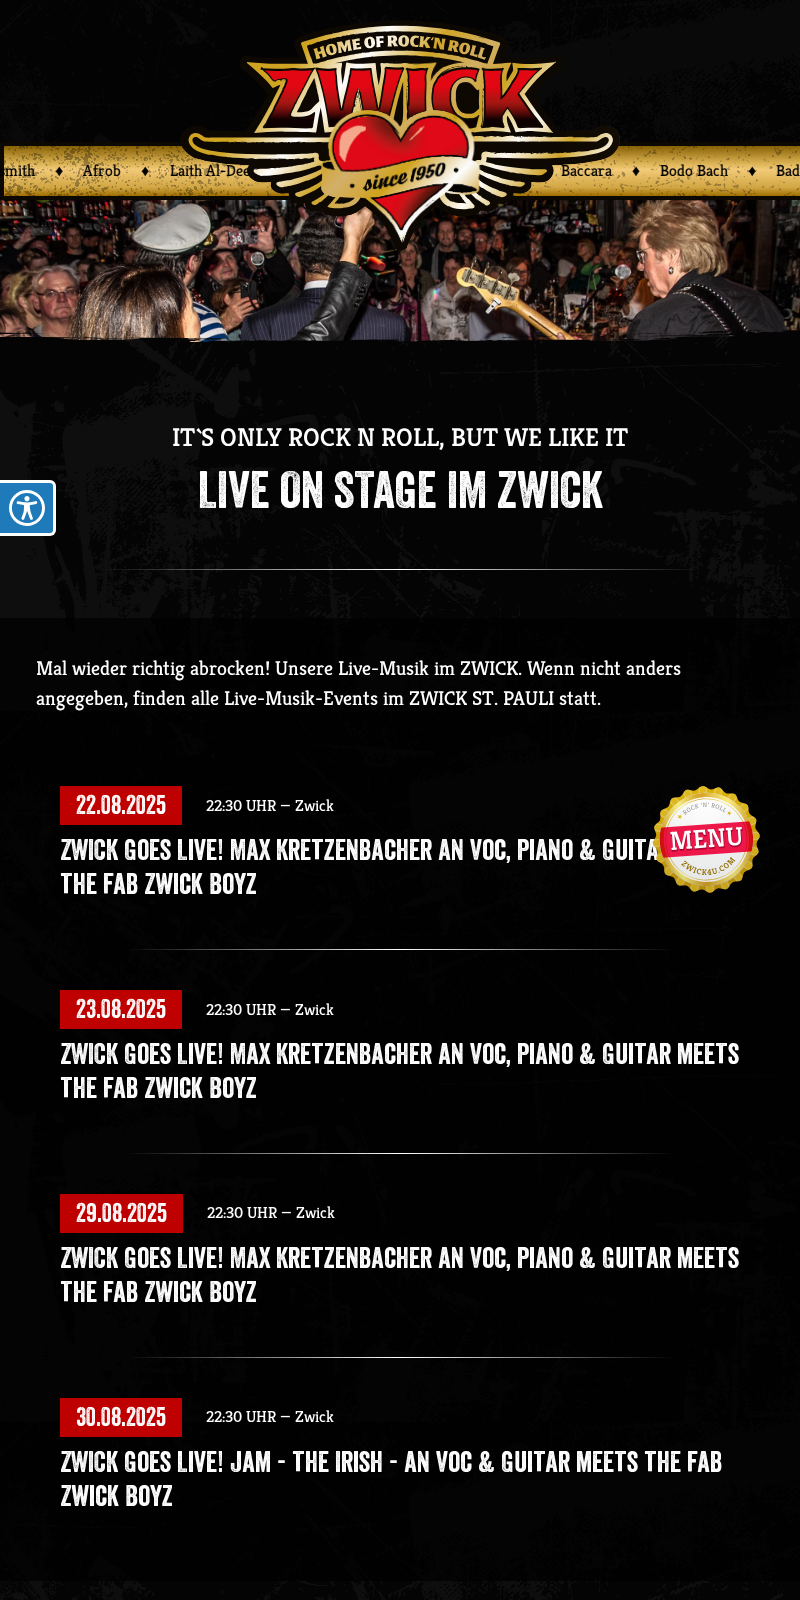 HOME OF ROCK'N ROLL
ZWICK
since 1950
mith ♦ Afrob ♦ Laith Al-Dee Baccara ♦ Bodo Bach ♦ Bad
IT`S ONLY ROCK N ROLL, BUT WE LIKE IT
LIVE ON STAGE IM ZWICK
Mal wieder richtig abrocken! Unsere Live-Musik im ZWICK. Wenn nicht anders
angegeben, finden alle Live-Musik-Events im ZWICK ST. PAULI statt.
22.08.2025 22:30 UHR – Zwick
ZWICK GOES LIVE! MAX KRETZENBACHER AN VOC, PIANO & GUITA
THE FAB ZWICK BOYZ
ROCK 'N' ROLL
MENU
ZWICK4U.COM
23.08.2025 22:30 UHR – Zwick
ZWICK GOES LIVE! MAX KRETZENBACHER AN VOC, PIANO & GUITAR MEETS
THE FAB ZWICK BOYZ
29.08.2025 22:30 UHR – Zwick
ZWICK GOES LIVE! MAX KRETZENBACHER AN VOC, PIANO & GUITAR MEETS
THE FAB ZWICK BOYZ
30.08.2025 22:30 UHR – Zwick
ZWICK GOES LIVE! JAM - THE IRISH - AN VOC & GUITAR MEETS THE FAB
ZWICK BOYZ